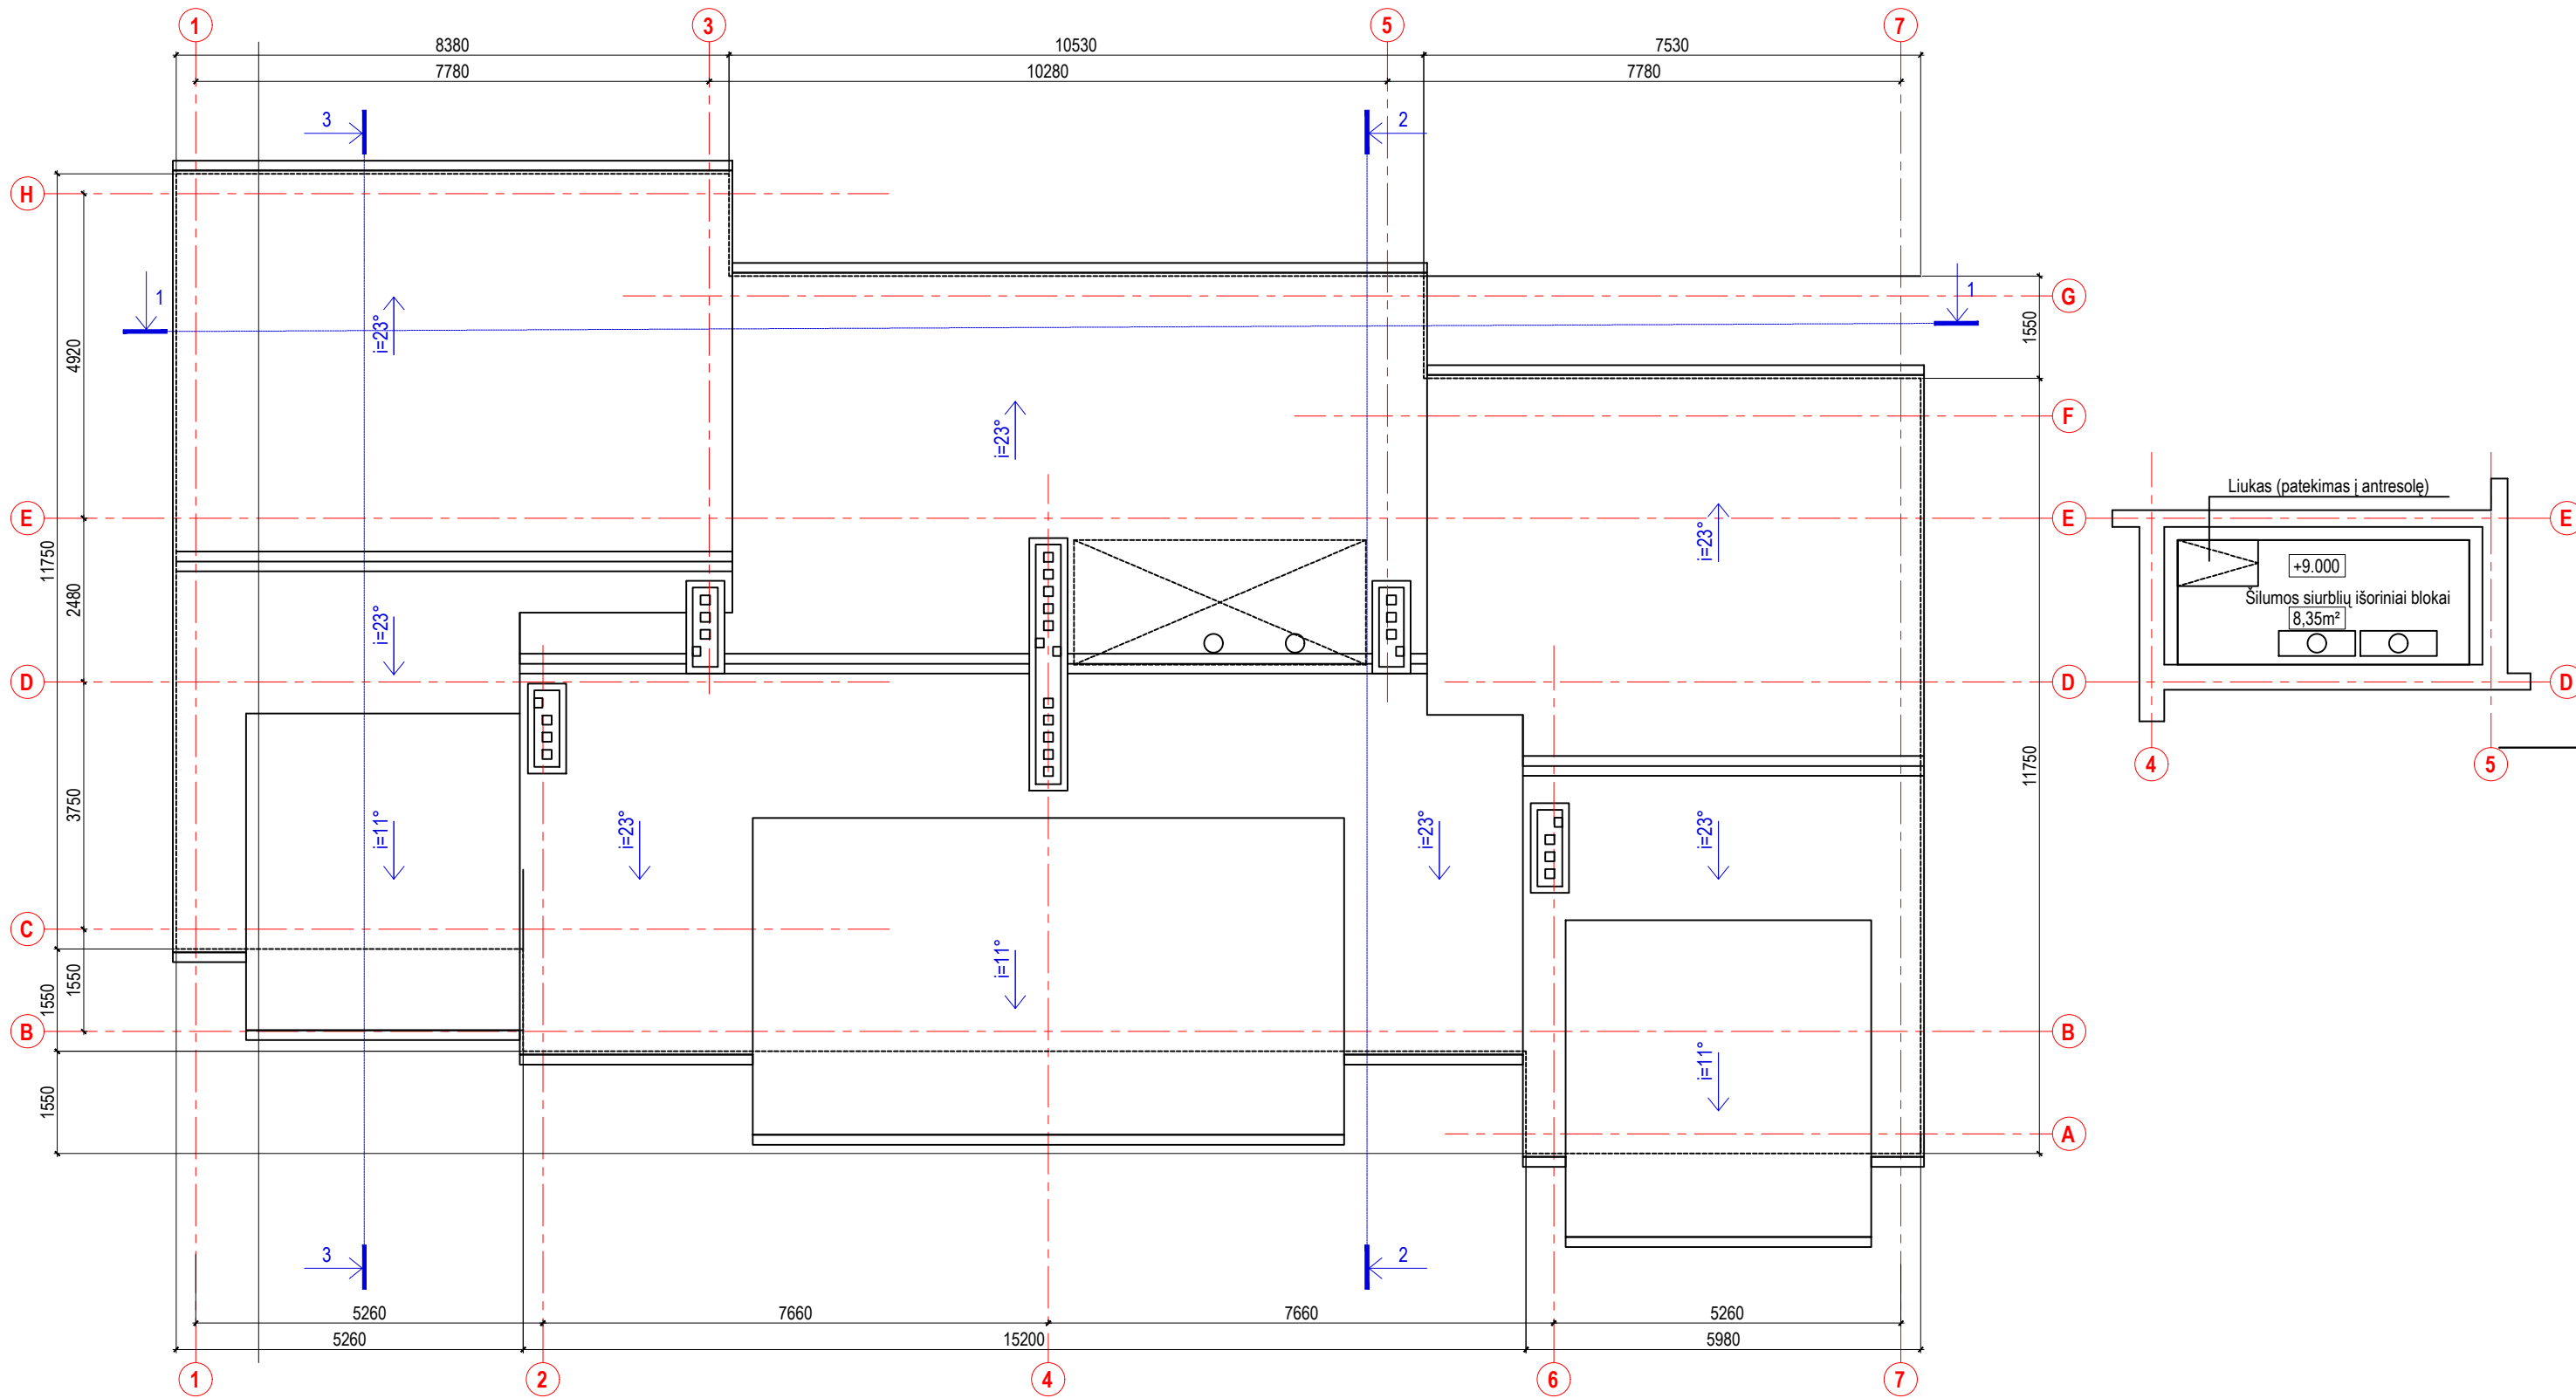 1
3
5
7
8380
10530
7530
7780
10280
7780
3
2
H
1
1
G
i=23°
4920
1550
i=23°
F
Liukas (patekimas į antresolę)
E
E
E
i=23°
11750
+9.000
2480
i=23°
Šilumos siurblių išoriniai blokai
8,35m²
D
D
D
4
5
11750
3750
i=11°
i=23°
i=23°
i=23°
C
1550
1550
i=11°
B
B
1550
i=11°
A
3
2
5260
7660
7660
5260
5260
15200
5980
1
2
4
6
7